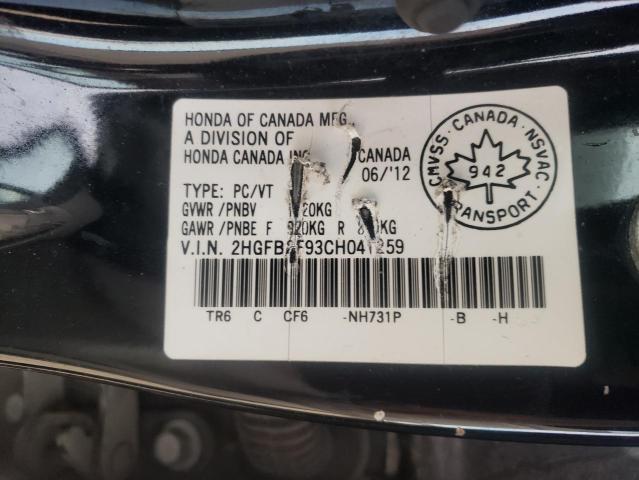 HONDA OF CANADA MFG.,
A DIVISION OF
HONDA CANADA INC.
CANADA
06/'12
TYPE: PC/VT
GVWR /PNBV
GAWR /PNBE F R
V.I.N.
TR6 C CF6 -NH731P -B -H
CMVSS · CANADA · NSVAC
942
TRANSPORT